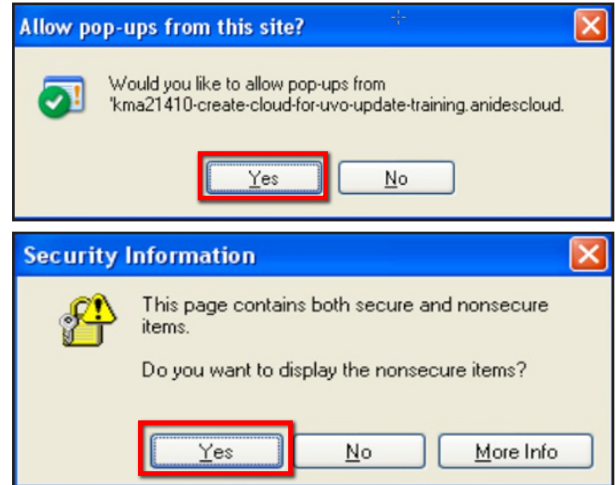 Allow pop-ups from this site?
Would you like to allow pop-ups from
'kma21410-create-cloud-for-uvo-update-training.anidescloud.
Yes No
Security Information
This page contains both secure and nonsecure
items.
Do you want to display the nonsecure items?
Yes No More Info